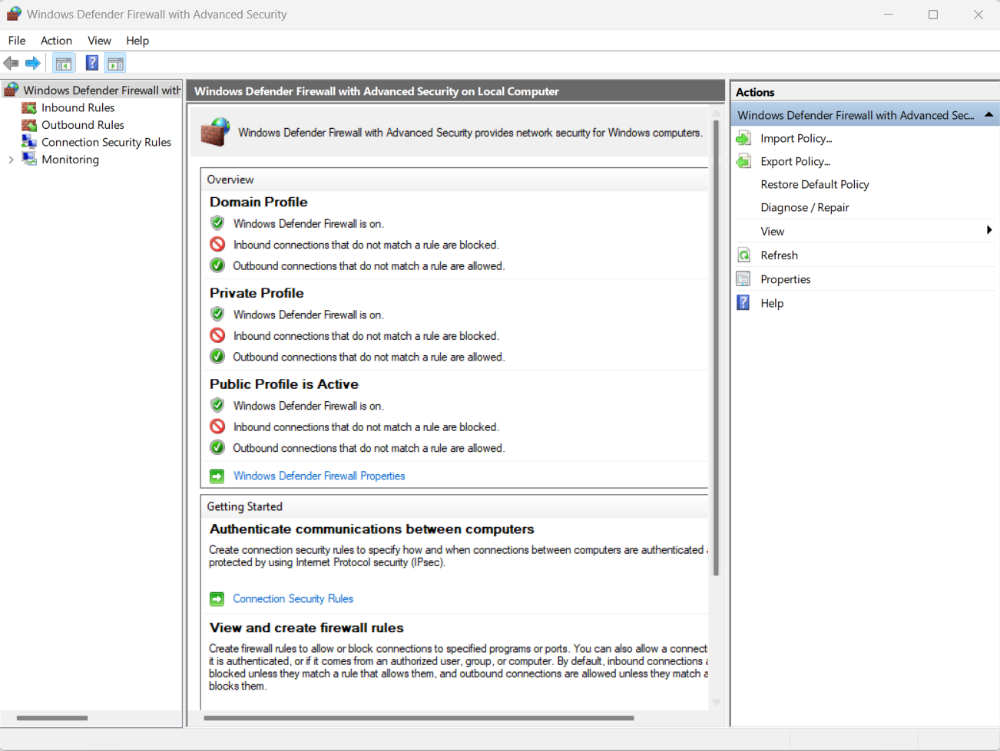 Windows Defender Firewall with Advanced Security
File Action View Help
Windows Defender Firewall with
Inbound Rules
Outbound Rules
Connection Security Rules
Monitoring
Windows Defender Firewall with Advanced Security on Local Computer
Windows Defender Firewall with Advanced Security provides network security for Windows computers.
Overview
Domain Profile
Windows Defender Firewall is on.
Inbound connections that do not match a rule are blocked.
Outbound connections that do not match a rule are allowed.
Private Profile
Windows Defender Firewall is on.
Inbound connections that do not match a rule are blocked.
Outbound connections that do not match a rule are allowed.
Public Profile is Active
Windows Defender Firewall is on.
Inbound connections that do not match a rule are blocked.
Outbound connections that do not match a rule are allowed.
Windows Defender Firewall Properties
Getting Started
Authenticate communications between computers
Create connection security rules to specify how and when connections between computers are authenticated
protected by using Internet Protocol security (IPsec).
Connection Security Rules
View and create firewall rules
Create firewall rules to allow or block connections to specified programs or ports. You can also allow a connect
it is authenticated, or if it comes from an authorized user, group, or computer. By default, inbound connections
blocked unless they match a rule that allows them, and outbound connections are allowed unless they match a
blocks them.
Actions
Windows Defender Firewall with Advanced Sec...
Import Policy...
Export Policy...
Restore Default Policy
Diagnose / Repair
View
Refresh
Properties
Help